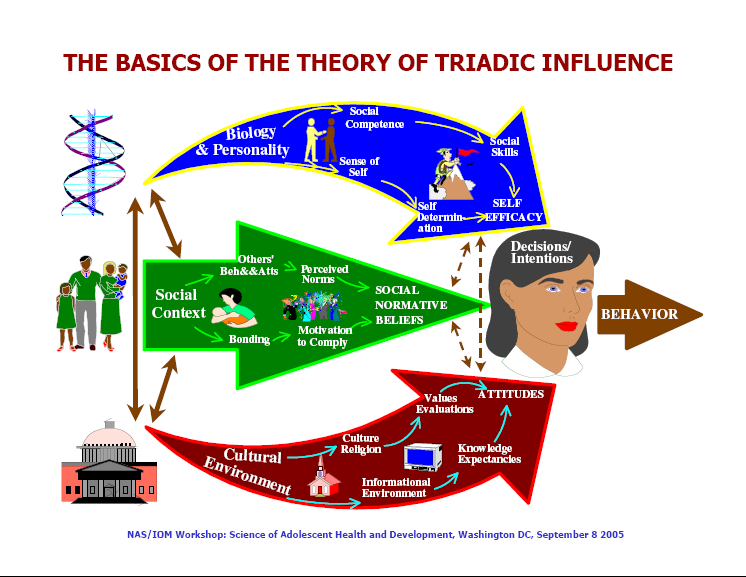 THE BASICS OF THE THEORY OF TRIADIC INFLUENCE
Biology
& Personality
Social
Competence
Sense of
Self
Social
Skills
Self
Determin-
ation
SELF
EFFICACY
Decisions/
Intentions
Social
Context
Others'
Beh&&Atts
Perceived
Norms
Bonding
Motivation
to Comply
SOCIAL
NORMATIVE
BELIEFS
BEHAVIOR
Cultural
Environment
Culture
Religion
Informational
Environment
Values
Evaluations
Knowledge
Expectancies
ATTITUDES
NAS/IOM Workshop: Science of Adolescent Health and Development, Washington DC, September 8 2005